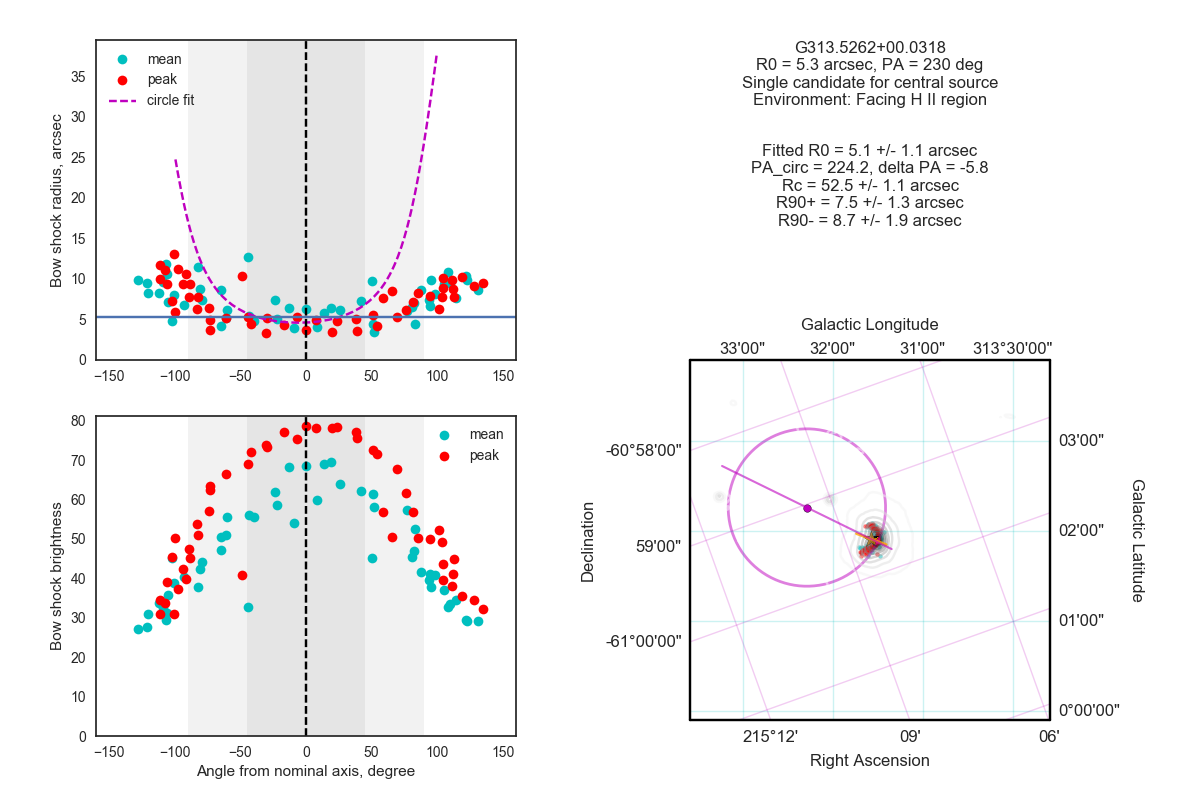 G313.5262+00.0318
R0 = 5.3 arcsec, PA = 230 deg
Single candidate for central source
Environment: Facing H II region
Fitted R0 = 5.1 +/- 1.1 arcsec
PA_circ = 224.2, delta PA = -5.8
Rc = 52.5 +/- 1.1 arcsec
R90+ = 7.5 +/- 1.3 arcsec
R90- = 8.7 +/- 1.9 arcsec
Bow shock radius, arcsec
mean
peak
circle fit
35
30
25
20
15
10
5
0
−150 −100 −50 0 50 100 150
Bow shock brightness
mean
peak
80
70
60
50
40
30
20
10
0
−150 −100 −50 0 50 100 150
Angle from nominal axis, degree
Galactic Longitude
33'00" 32'00" 31'00" 313°30'00"
Declination
-60°58'00"
59'00"
-61°00'00"
03'00"
02'00"
01'00"
0°00'00"
Galactic Latitude
215°12' 09' 06'
Right Ascension